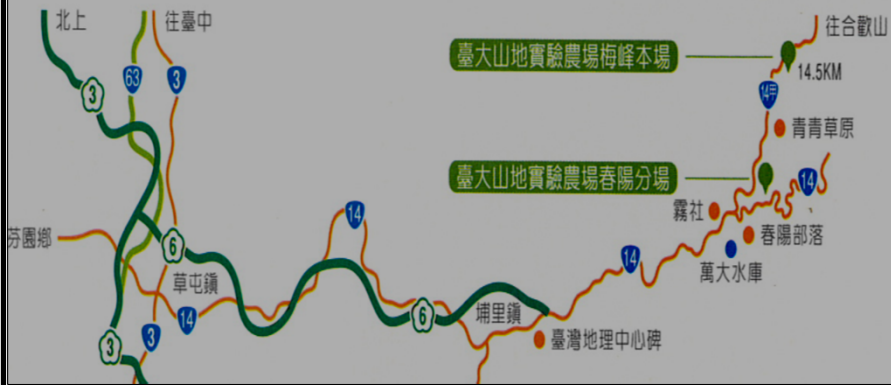 北上
往臺中
往合歡山
臺大山地實驗農場梅峰本場
14.5KM
63
3
3
14甲
青青草原
臺大山地實驗農場春陽分場
14
霧社
14
春陽部落
芬園鄉
6
14
萬大水庫
草屯鎮
14
6
埔里鎮
3
3
臺灣地理中心碑